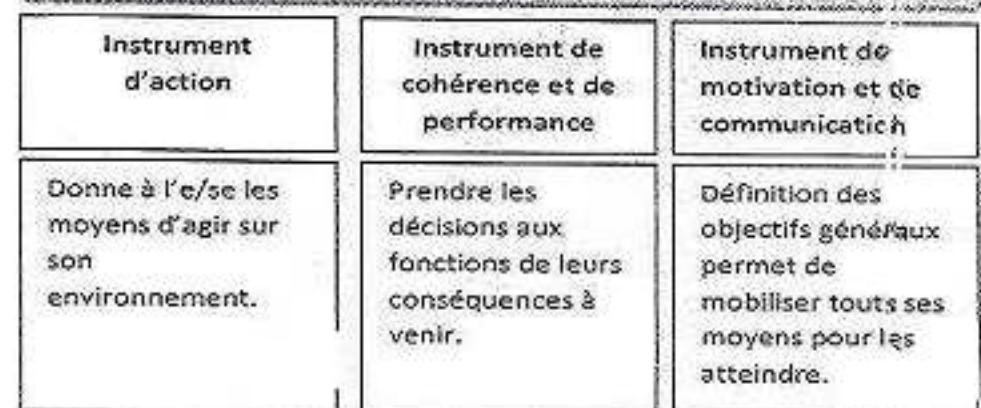 Instrument
d'action
Instrument de
cohérence et de
performance
Instrument de
motivation et de
communication
Donne à l'e/se les
moyens d'agir sur
son
environnement.
Prendre les
décisions aux
fonctions de leurs
conséquences à
venir.
Définition des
objectifs généraux
permet de
mobiliser touts ses
moyens pour les
atteindre.